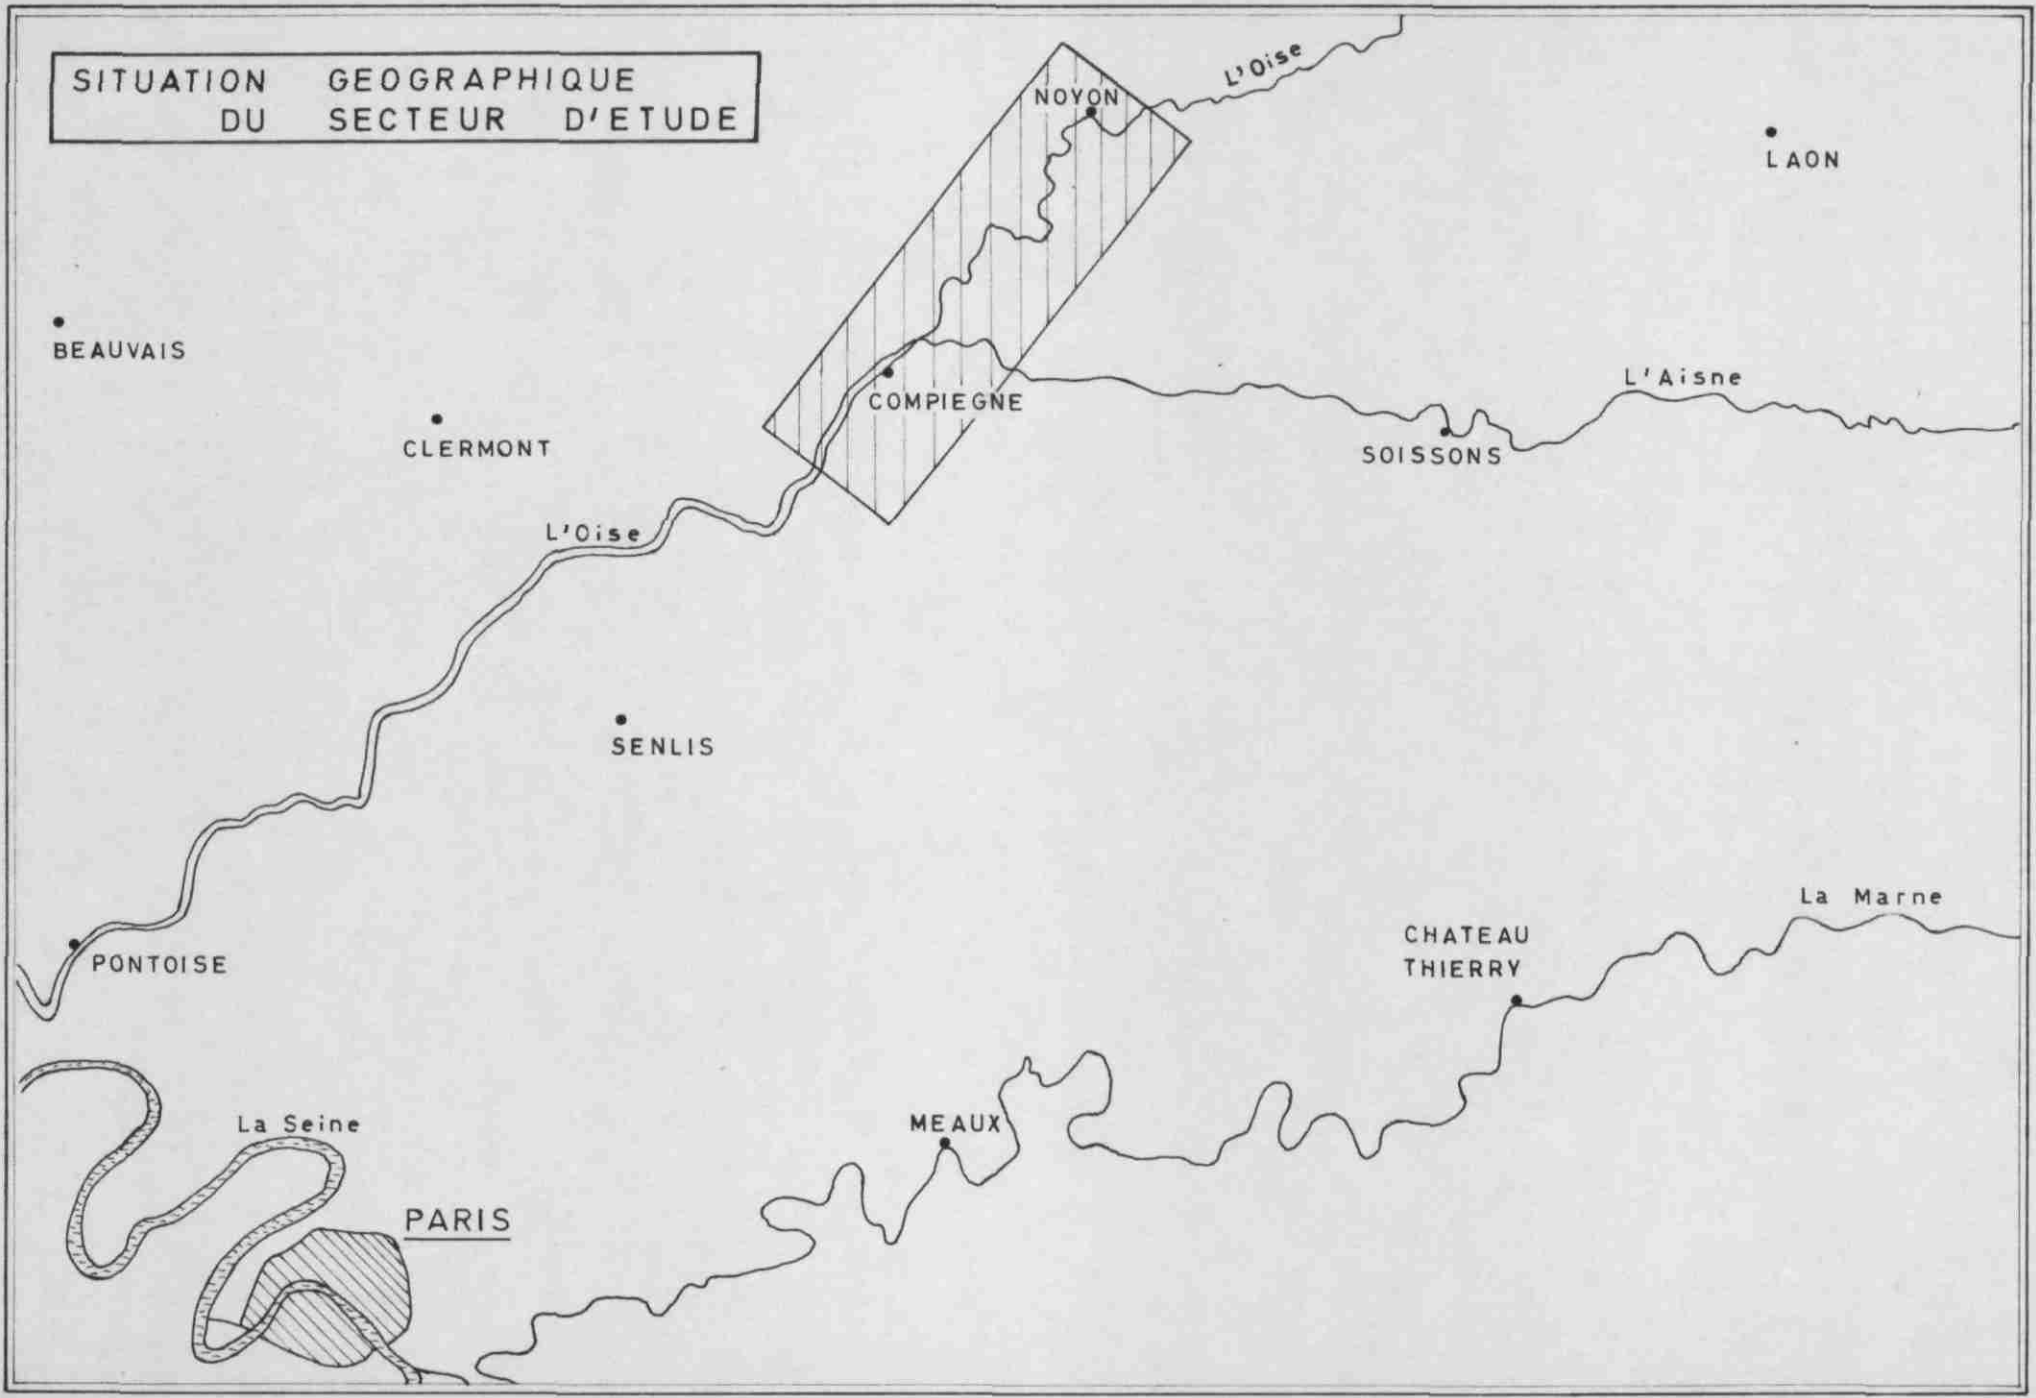 SITUATION GEOGRAPHIQUE
DU SECTEUR D'ETUDE
L'Oise
NOYON
LAON
BEAUVAIS
L'Aisne
COMPIEGNE
CLERMONT
SOISSONS
L'Oise
SENLIS
La Marne
CHATEAU
THIERRY
PONTOISE
La Seine
MEAUX
PARIS